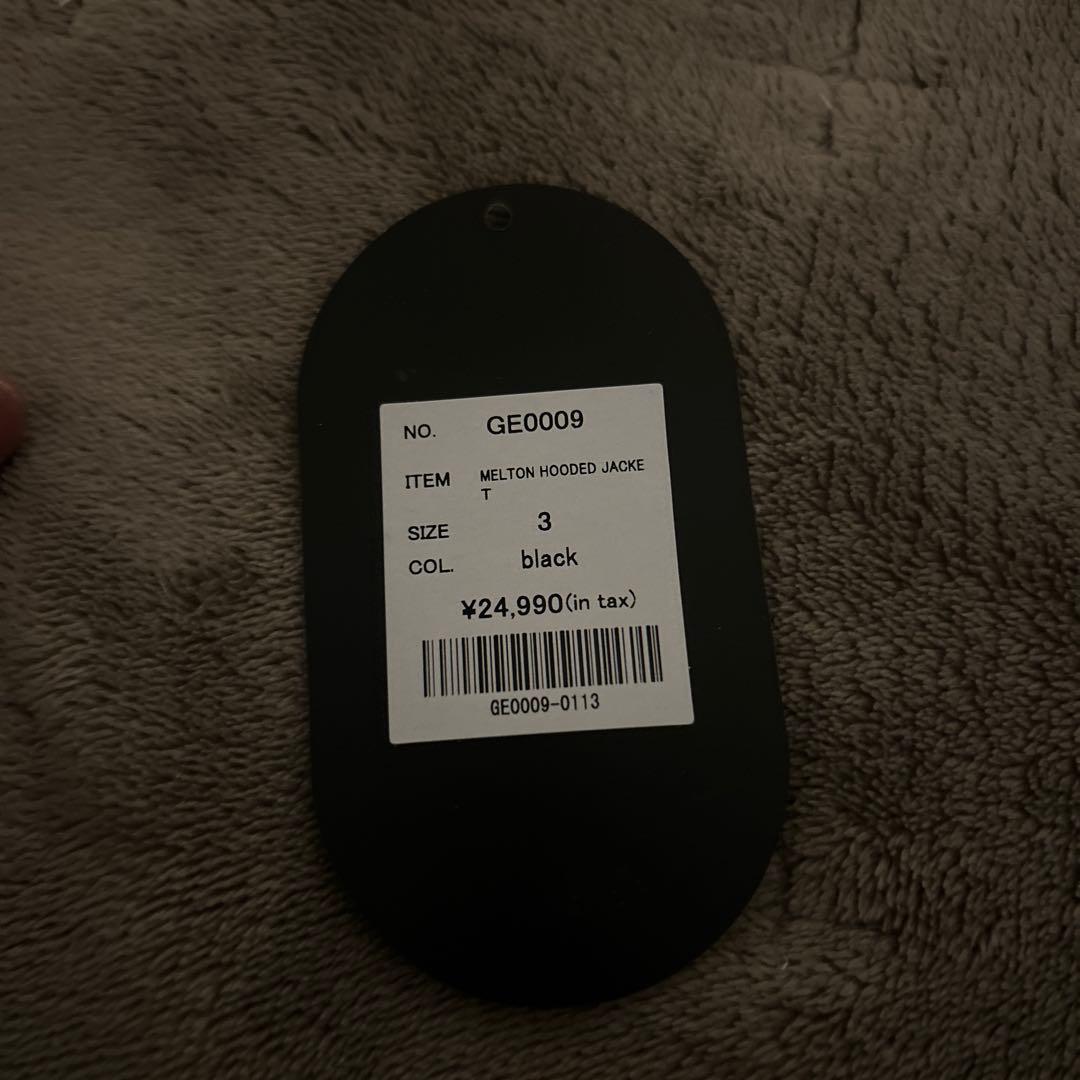 NO. GE0009
ITEM MELTON HOODED JACKE
T
SIZE 3
COL. black
¥24,990(in tax)
GE0009-0113